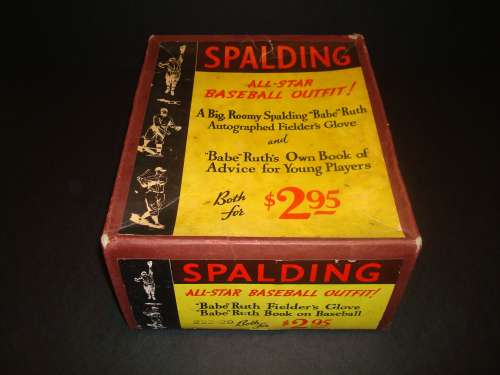 SPALDING
ALL-STAR
BASEBALL OUTFIT!
A Big, Roomy Spalding "Babe" Ruth
Autographed Fielder's Glove
and
"Babe" Ruth's Own Book of
Advice for Young Players
Both
for $2.95
SPALDING
ALL-STAR BASEBALL OUTFIT!
"Babe" Ruth Fielder's Glove
"Babe" Ruth Book on Baseball
Both for $2.95